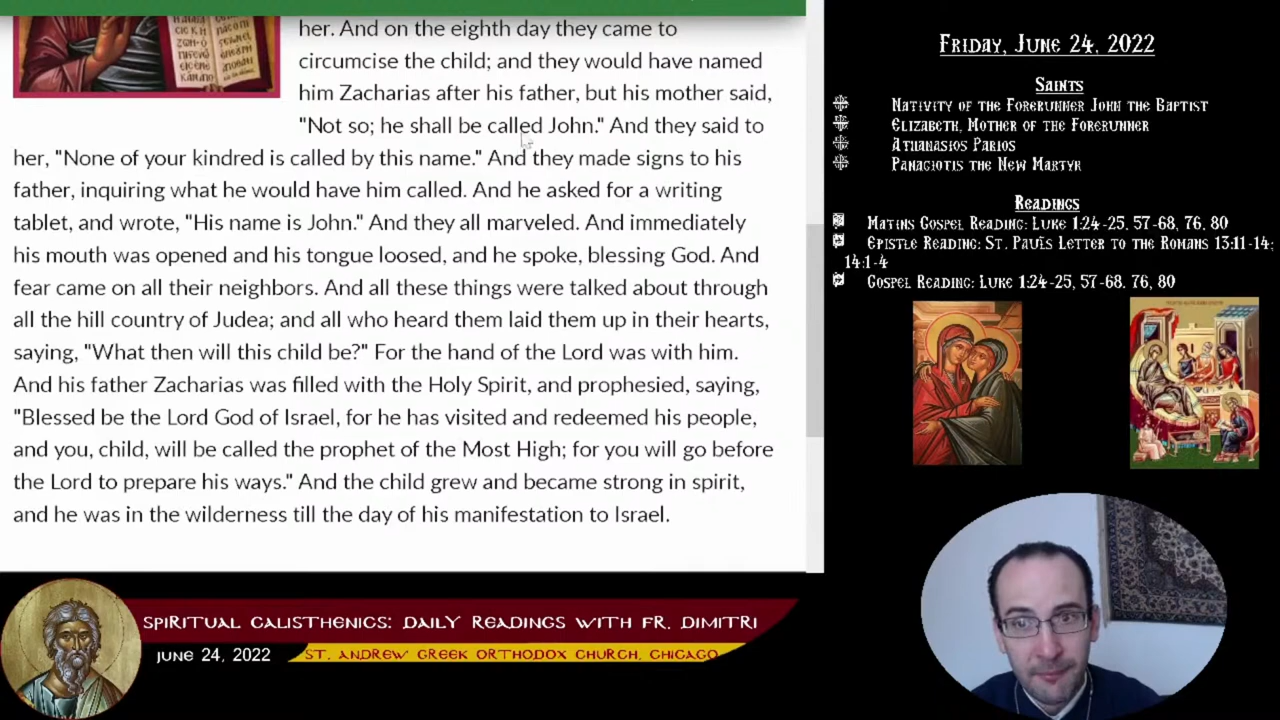 her. And on the eighth day they came to
circumcise the child; and they would have named
him Zacharias after his father, but his mother said,
"Not so; he shall be called John." And they said to
her, "None of your kindred is called by this name." And they made signs to his
father, inquiring what he would have him called. And he asked for a writing
tablet, and wrote, "His name is John." And they all marveled. And immediately
his mouth was opened and his tongue loosed, and he spoke, blessing God. And
fear came on all their neighbors. And all these things were talked about through
all the hill country of Judea; and all who heard them laid them up in their hearts,
saying, "What then will this child be?" For the hand of the Lord was with him.
And his father Zacharias was filled with the Holy Spirit, and prophesied, saying,
"Blessed be the Lord God of Israel, for he has visited and redeemed his people,
and you, child, will be called the prophet of the Most High; for you will go before
the Lord to prepare his ways." And the child grew and became strong in spirit,
and he was in the wilderness till the day of his manifestation to Israel.
Friday, June 24, 2022
Saints
Nativity of the Forerunner John the Baptist
Elizabeth, Mother of the Forerunner
Athanasios Parios
Panagiotis the New Martyr
Readings
Matins Gospel Reading: Luke 1:24-25, 57-68, 76, 80
Epistle Reading: St. Paul's Letter to the Romans 13:11-14;
14:1-4
Gospel Reading: Luke 1:24-25, 57-68, 76, 80
SPIRITUAL CALISTHENICS: DAILY READINGS WITH FR. DIMITRI
JUNE 24, 2022
ST. ANDREW GREEK ORTHODOX CHURCH, CHICAGO